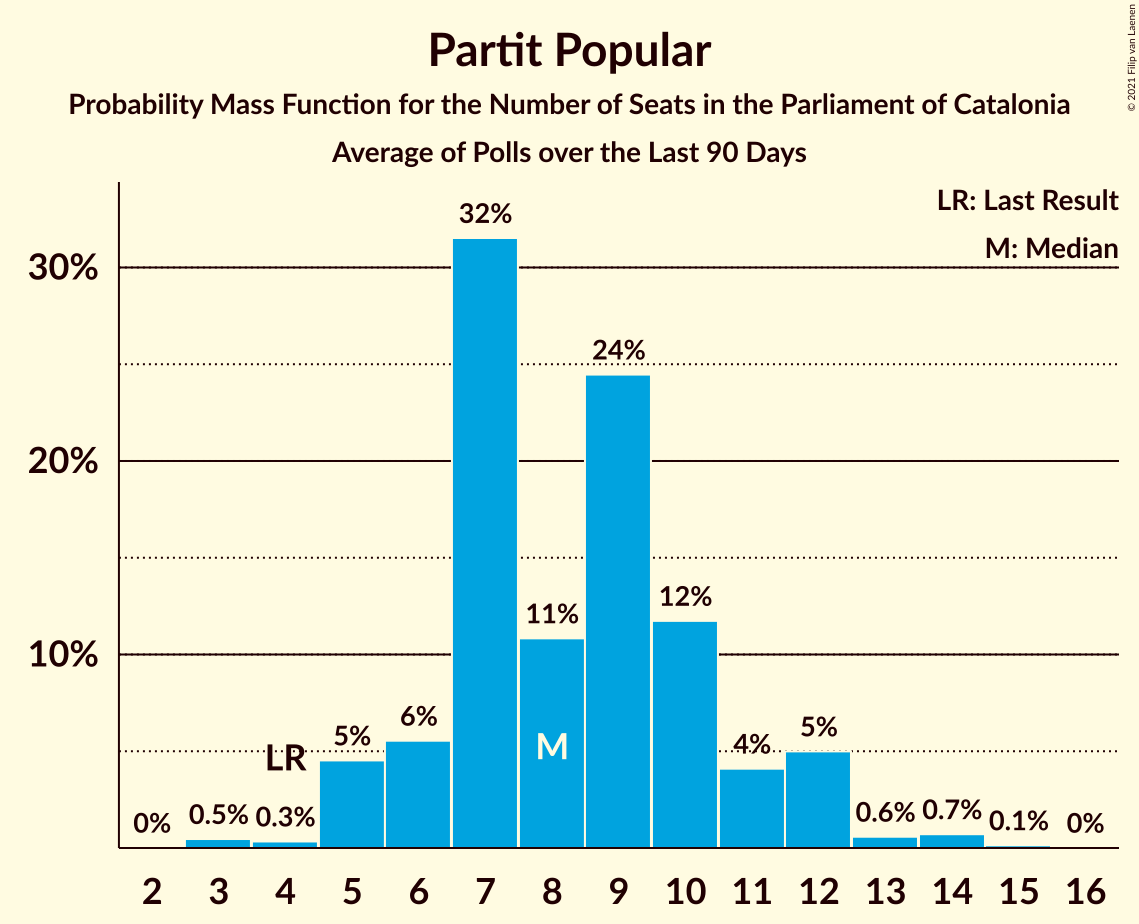 Partit Popular
Probability Mass Function for the Number of Seats in the Parliament of Catalonia
Average of Polls over the Last 90 Days
© 2021 Filip van Laenen
LR: Last Result
M: Median
30%
20%
10%
0%
0.5%
0.3%
LR
5%
6%
32%
11%
M
24%
12%
4%
5%
0.6%
0.7%
0.1%
0%
2 3 4 5 6 7 8 9 10 11 12 13 14 15 16